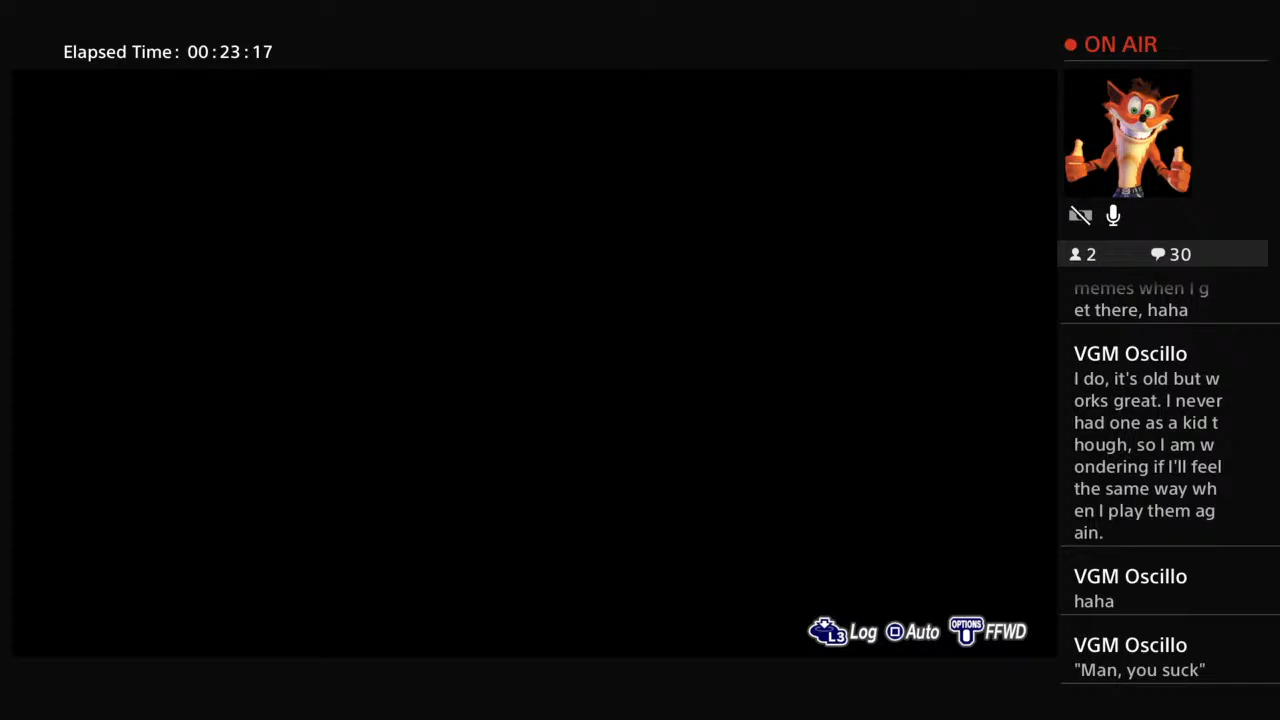 Elapsed Time: 00:23:17
ON AIR
2 30
memes when I g
et there, haha
VGM Oscillo
I do, it's old but w
orks great. I never
had one as a kid t
hough, so I am w
ondering if I'll feel
the same way wh
en I play them ag
ain.
VGM Oscillo
haha
VGM Oscillo
"Man, you suck"
L3 Log Auto OPTIONS FFWD